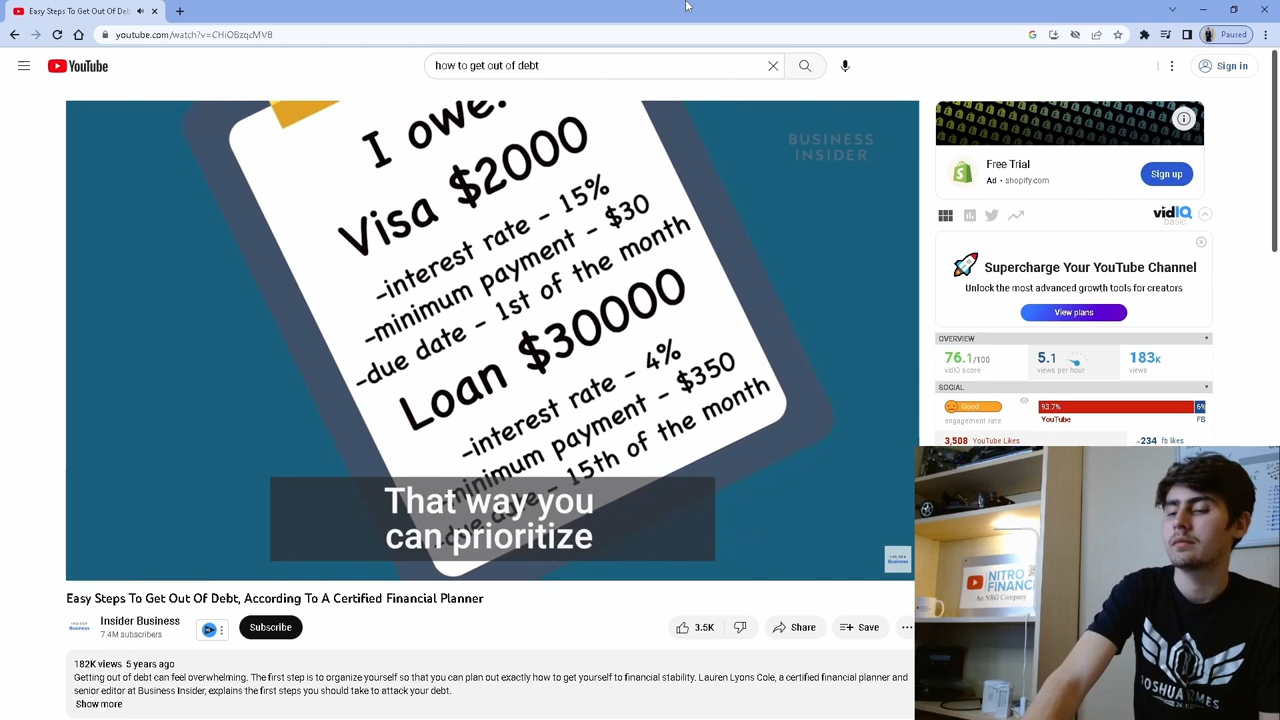 Easy Steps To Get Out Of Deb
youtube.com/watch?v=CHiOBzqcMV8
Paused
YouTube
how to get out of debt
Sign in
I owe:
Visa $2000
-interest rate - 15%
-minimum payment - $30
-due date - 1st of the month
Loan $30000
-interest rate - 4%
-minimum payment - $350
-due date - 15th of the month
BUSINESS
INSIDER
That way you
can prioritize
INSIDER
Business
Free Trial
Ad • shopify.com
Sign up
vidIQ
basic
Supercharge Your YouTube Channel
Unlock the most advanced growth tools for creators
View plans
OVERVIEW
76.1/100
vidIQ score
5.1
views per hour
183K
views
SOCIAL
Good
engagement rate
93.7%
6%
YouTube
FB
3,508 YouTube Likes
234 fb likes
Easy Steps To Get Out Of Debt, According To A Certified Financial Planner
INSIDER
Business
Insider Business
7.4M subscribers
Subscribe
3.5K
Share
Save
182K views 5 years ago
Getting out of debt can feel overwhelming. The first step is to organize yourself so that you can plan out exactly how to get yourself to financial stability. Lauren Lyons Cole, a certified financial planner and
senior editor at Business Insider, explains the first steps you should take to attack your debt.
Show more
NITRO
FINANC
An NRG Company
JOSHUA JAMES